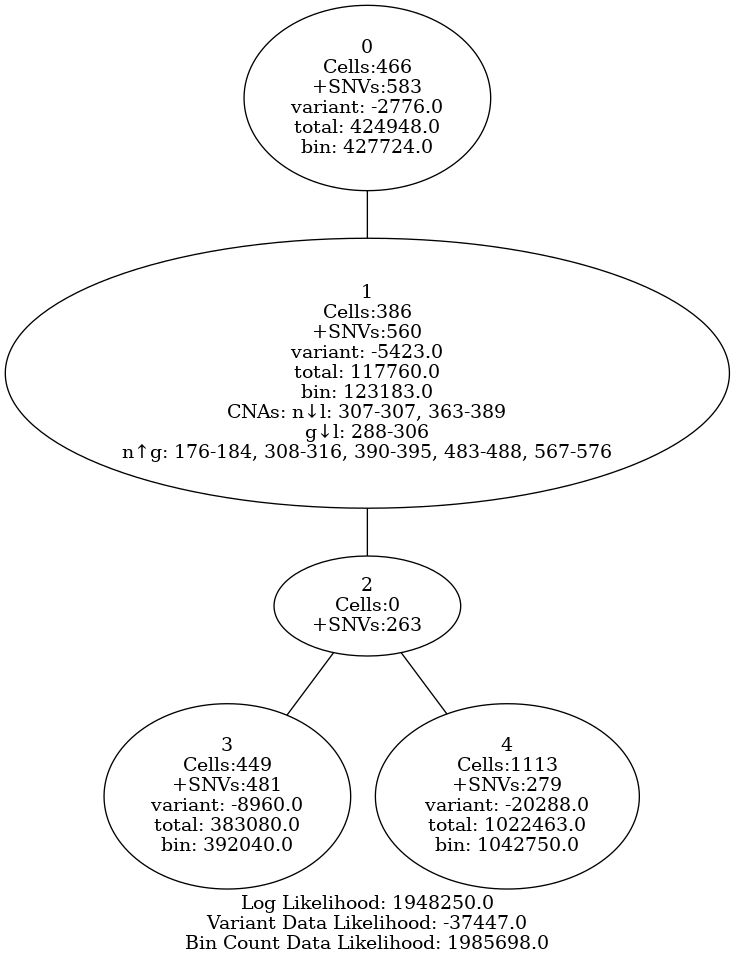 0
Cells:466
+SNVs:583
variant: -2776.0
total: 424948.0
bin: 427724.0
1
Cells:386
+SNVs:560
variant: -5423.0
total: 117760.0
bin: 123183.0
CNAs: n↓l: 307-307, 363-389
g↓l: 288-306
n↑g: 176-184, 308-316, 390-395, 483-488, 567-576
2
Cells:0
+SNVs:263
3
Cells:449
+SNVs:481
variant: -8960.0
total: 383080.0
bin: 392040.0
4
Cells:1113
+SNVs:279
variant: -20288.0
total: 1022463.0
bin: 1042750.0
Log Likelihood: 1948250.0
Variant Data Likelihood: -37447.0
Bin Count Data Likelihood: 1985698.0